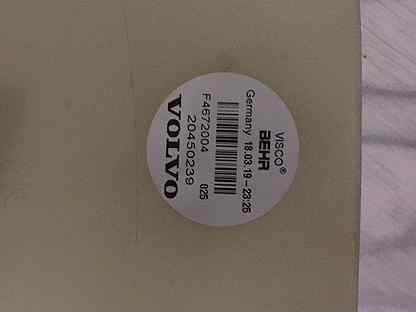 VISCO®
BEHR
Germany 18.03.19 - 23:25
F4672004 025
20450239
VOLVO